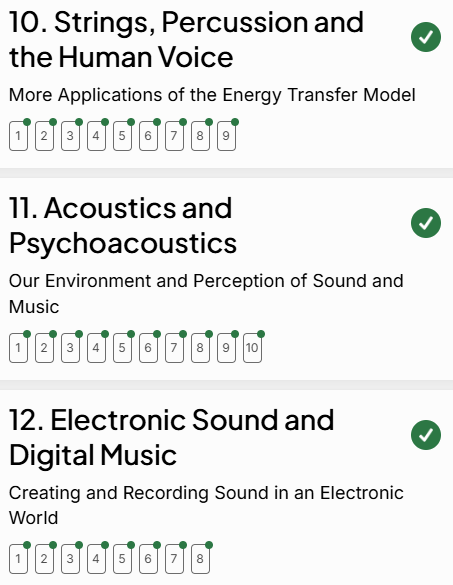 10. Strings, Percussion and
the Human Voice
More Applications of the Energy Transfer Model
1 2 3 4 5 6 7 8 9
11. Acoustics and
Psychoacoustics
Our Environment and Perception of Sound and
Music
1 2 3 4 5 6 7 8 9 10
12. Electronic Sound and
Digital Music
Creating and Recording Sound in an Electronic
World
1 2 3 4 5 6 7 8